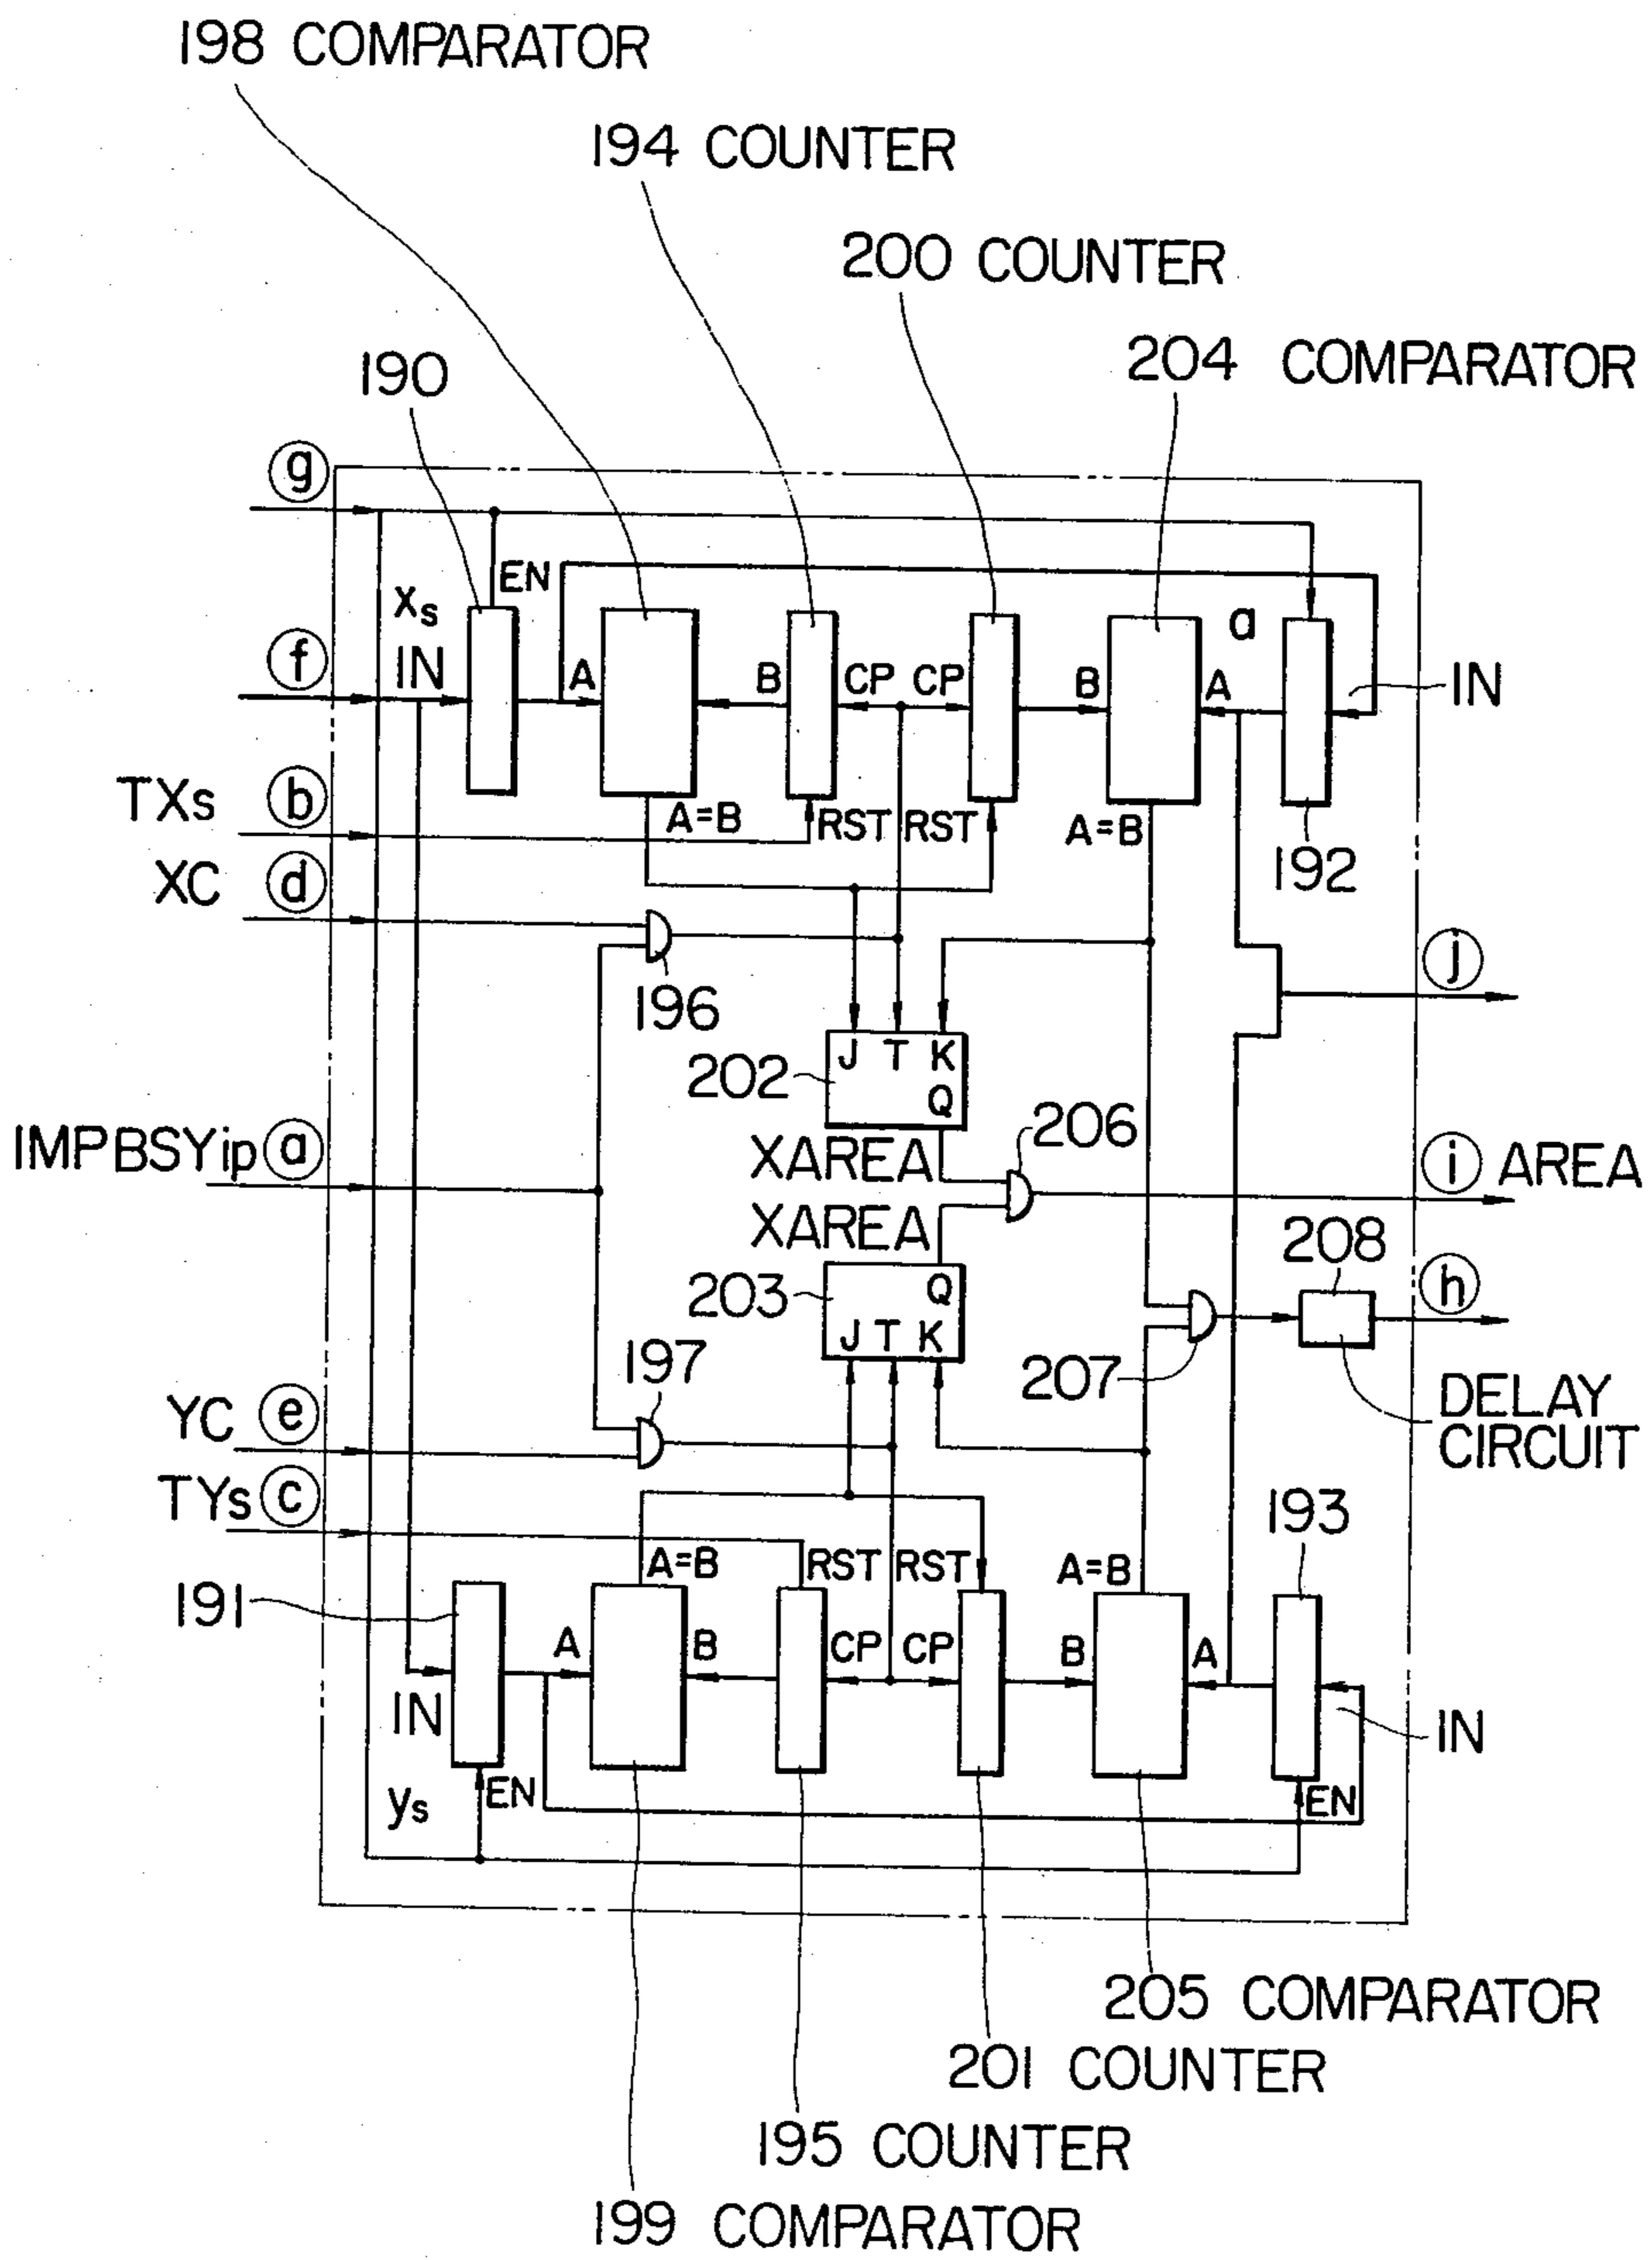 198 COMPARATOR
194 COUNTER
200 COUNTER
204 COMPARATOR
190
g
EN
xs
a
f
IN
A
B
CP
CP
B
A
IN
TXs
b
A=B
RST
RST
A=B
192
XC
d
j
196
J T K
202
Q
206
IMPBSYip
a
XAREA
i
AREA
XAREA
208
203
Q
h
J T K
197
207
YC
e
DELAY
CIRCUIT
TYs
c
193
A=B
RST
RST
A=B
191
A
B
CP
CP
B
A
IN
IN
ys
EN
EN
205 COMPARATOR
201 COUNTER
195 COUNTER
199 COMPARATOR